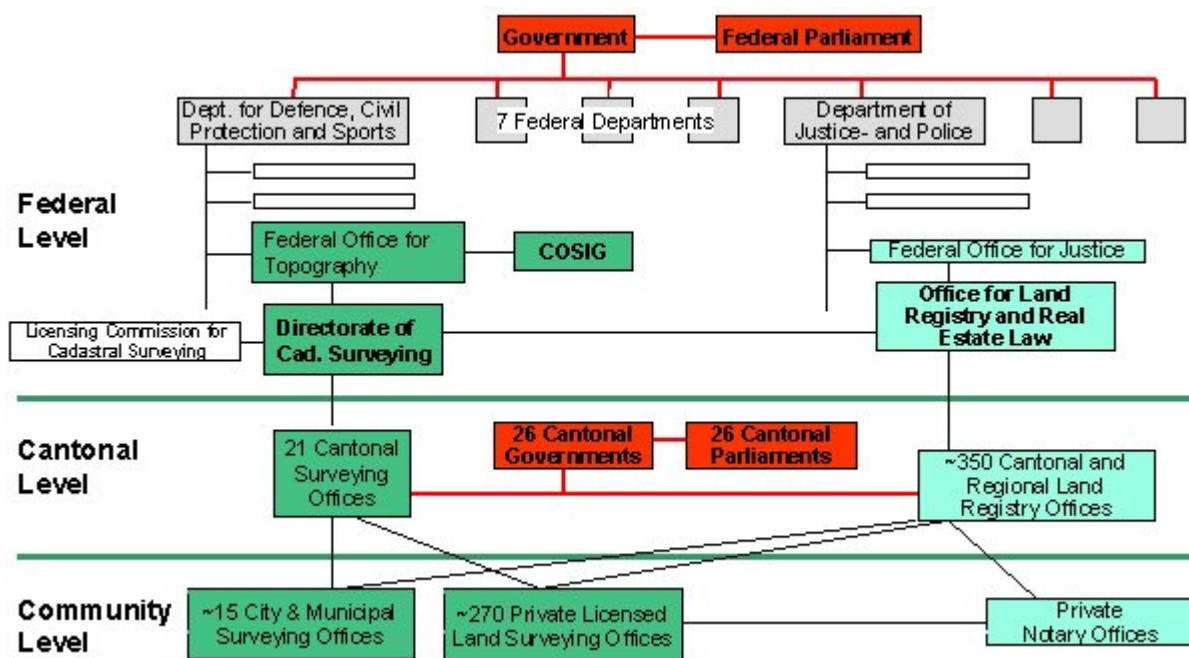 Government
Federal Parliament
Dept. for Defence, Civil
Protection and Sports
7 Federal Departments
Department of
Justice- and Police
Federal
Level
Federal Office for
Topography
COSIG
Federal Office for Justice
Licensing Commission for
Cadastral Surveying
Directorate of
Cad. Surveying
Office for Land
Registry and Real
Estate Law
Cantonal
Level
21 Cantonal
Surveying
Offices
26 Cantonal
Governments
26 Cantonal
Parliaments
~350 Cantonal and
Regional Land
Registry Offices
Community
Level
~15 City & Municipal
Surveying Offices
~270 Private Licensed
Land Surveying Offices
Private
Notary Offices